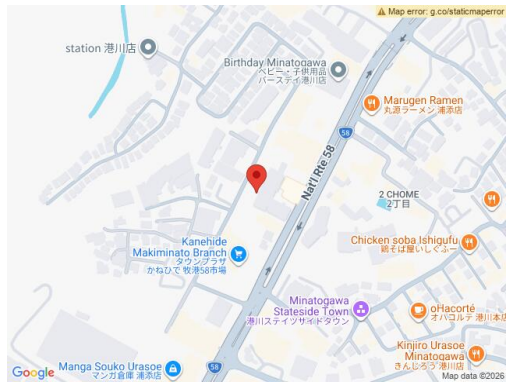 Map error: g.co/staticmaperror
station 港川店
Birthday Minatogawa
ベビー・子供用品
バースデイ港川店
Marugen Ramen
丸源ラーメン 浦添店
58
Nat'l Rte 58
2 CHOME
2丁目
Kanehide
Makiminato Branch
タウンプラザ
かねひで 牧港58市場
Chicken soba Ishigufu
鶏そば屋いしぐふー
Minatogawa
Stateside Town
港川ステイツサイドタウン
oHacorté
オハコルテ 港川本店
Kinjiro Urasoe
Minatogawa
きんじろう 港川店
Manga Souko Urasoe
マンガ倉庫 浦添店
58
Google
Map data ©2026